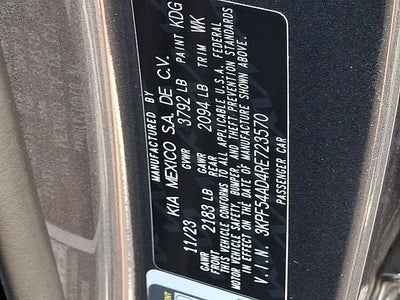 MANUFACTURED BY
KIA MEXICO S.A. DE C.V.
11/23 GVWR 3792 LB PAINT KDG
GAWR FRONT 2183 LB GAWR REAR 2094 LB TRIM WK
THIS VEHICLE CONFORMS TO ALL APPLICABLE U.S.A. FEDERAL
MOTOR VEHICLE SAFETY, BUMPER, AND THEFT PREVENTION STANDARDS
IN EFFECT ON THE DATE OF MANUFACTURE SHOWN ABOVE.
V.I.N. 3KPF54AD4RE723570
PASSENGER CAR